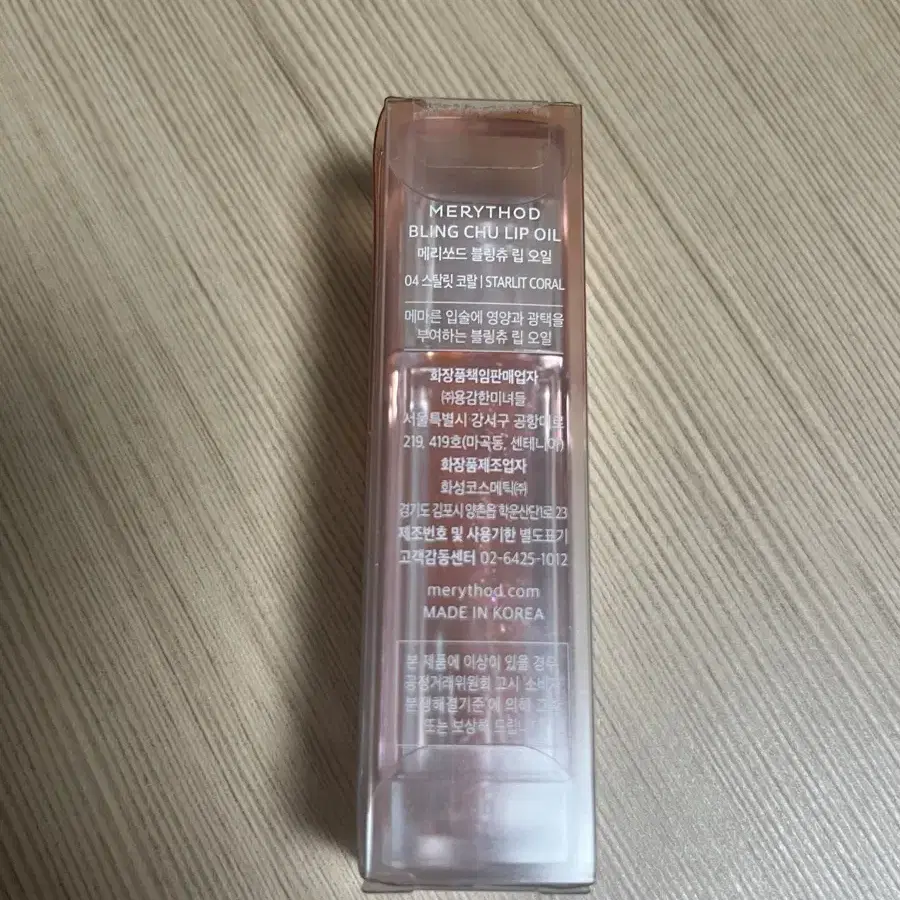 MERYTHOD
BLING CHU LIP OIL
메리쏘드 블링츄 립 오일
04 스탈릿 코랄 | STARLIT CORAL
메마른 입술에 영양과 광택을
부여하는 블링츄 립 오일
화장품책임판매업자
㈜용감한미녀들
서울특별시 강서구 공항대로
219, 419호(마곡동, 센테니아)
화장품제조업자
화성코스메틱㈜
경기도 김포시 양촌읍 학운산단1로 23
제조번호 및 사용기한 별도표기
고객감동센터 02-6425-1012
merythod.com
MADE IN KOREA
본 제품에 이상이 있을 경우,
공정거래위원회 고시 '소비자
분쟁해결기준'에 의해 교환
또는 보상해 드립니다.